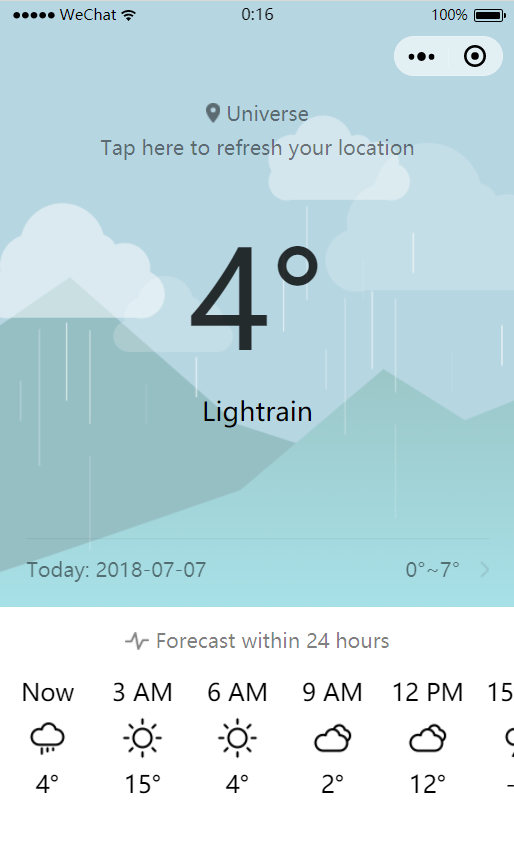 WeChat 0:16 100%
Universe
Tap here to refresh your location
4°
Lightrain
Today: 2018-07-07 0°~7°
Forecast within 24 hours
Now 3 AM 6 AM 9 AM 12 PM 15
4° 15° 4° 2° 12° -